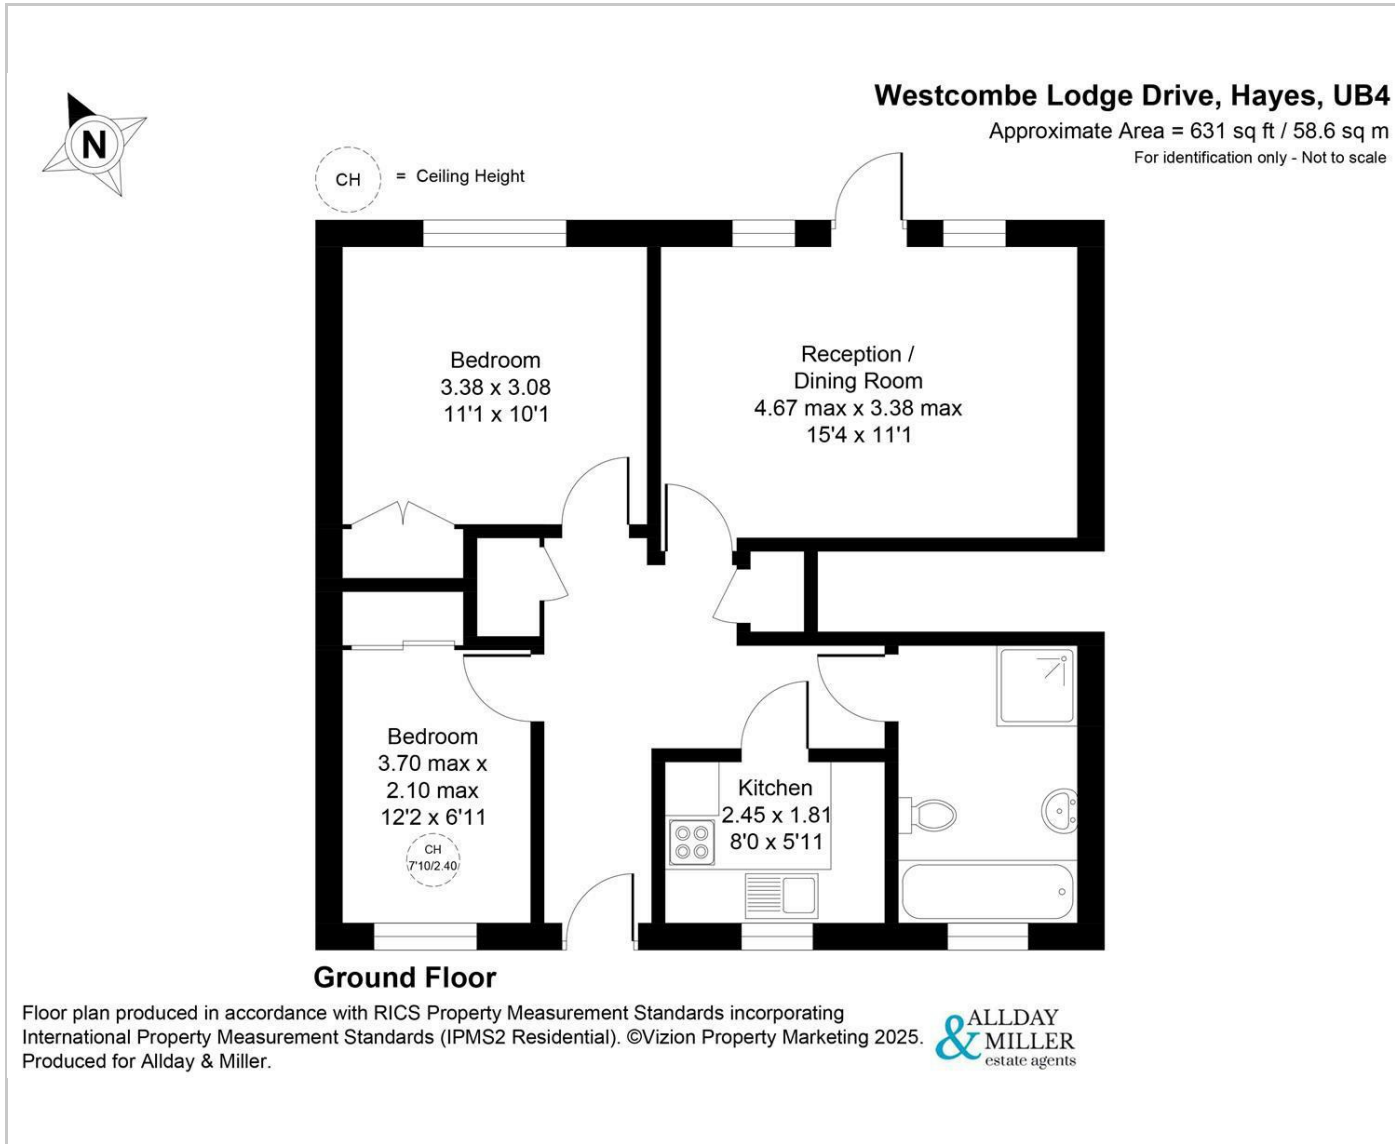 Westcombe Lodge Drive, Hayes, UB4
Approximate Area = 631 sq ft / 58.6 sq m
For identification only - Not to scale
N
CH
= Ceiling Height
Bedroom
3.38 x 3.08
11'1 x 10'1
Reception /
Dining Room
4.67 max x 3.38 max
15'4 x 11'1
Bedroom
3.70 max x
2.10 max
12'2 x 6'11
CH
7'10/2.40
Kitchen
2.45 x 1.81
8'0 x 5'11
Ground Floor
Floor plan produced in accordance with RICS Property Measurement Standards incorporating
International Property Measurement Standards (IPMS2 Residential). ©Vizion Property Marketing 2025.
Produced for Allday & Miller.
ALLDAY
& MILLER
estate agents